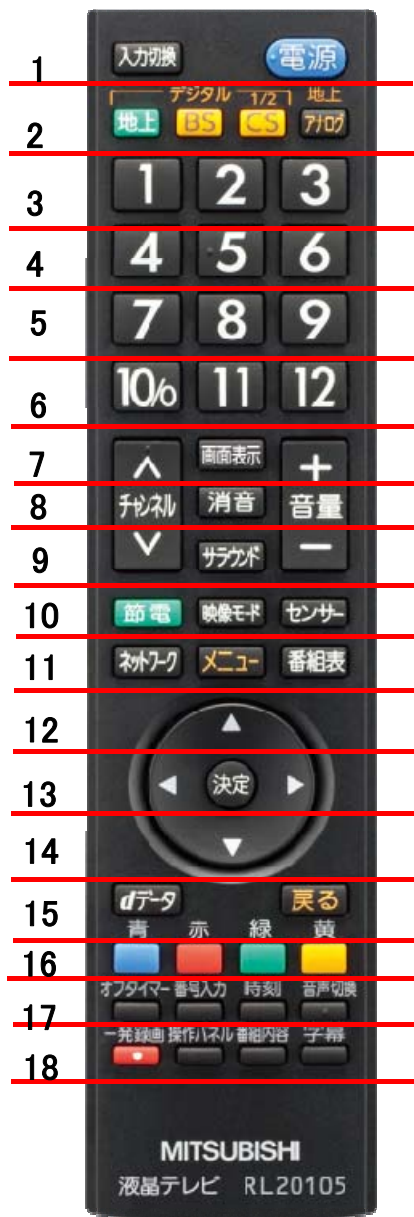 1 入力切換 電源
デジタル 1/2 地上
2 地上 BS CS アナログ
3 1 2 3
4 4 5 6
5 7 8 9
6 10/0 11 12
7 ∧ 画面表示 +
8 チャンネル 消音 音量
9 ∨ サラウンド −
10 節電 映像モード センサー
11 ネットワーク メニュー 番組表
12 ▲
13 ◀ 決定 ▶
14 ▼
15 dデータ 戻る
青 赤 緑 黄
16
オフタイマー 番号入力 時刻 音声切換
17
一発録画 操作パネル 番組内容 字幕
18
MITSUBISHI
液晶テレビ RL20105